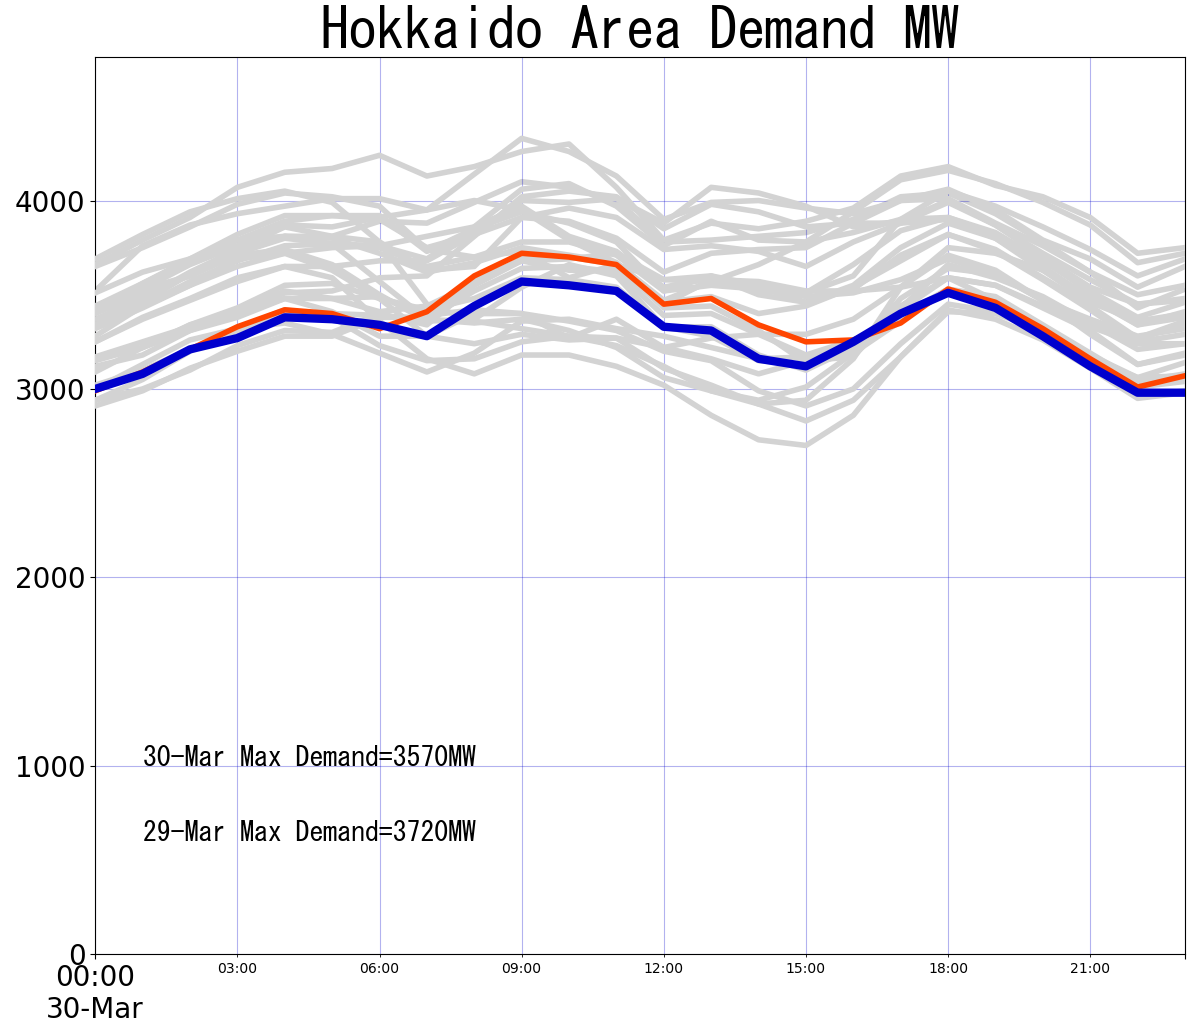 Hokkaido Area Demand MW
4000
3000
2000
1000
0
30-Mar Max Demand=3570MW
29-Mar Max Demand=3720MW
00:00 03:00 06:00 09:00 12:00 15:00 18:00 21:00
30-Mar